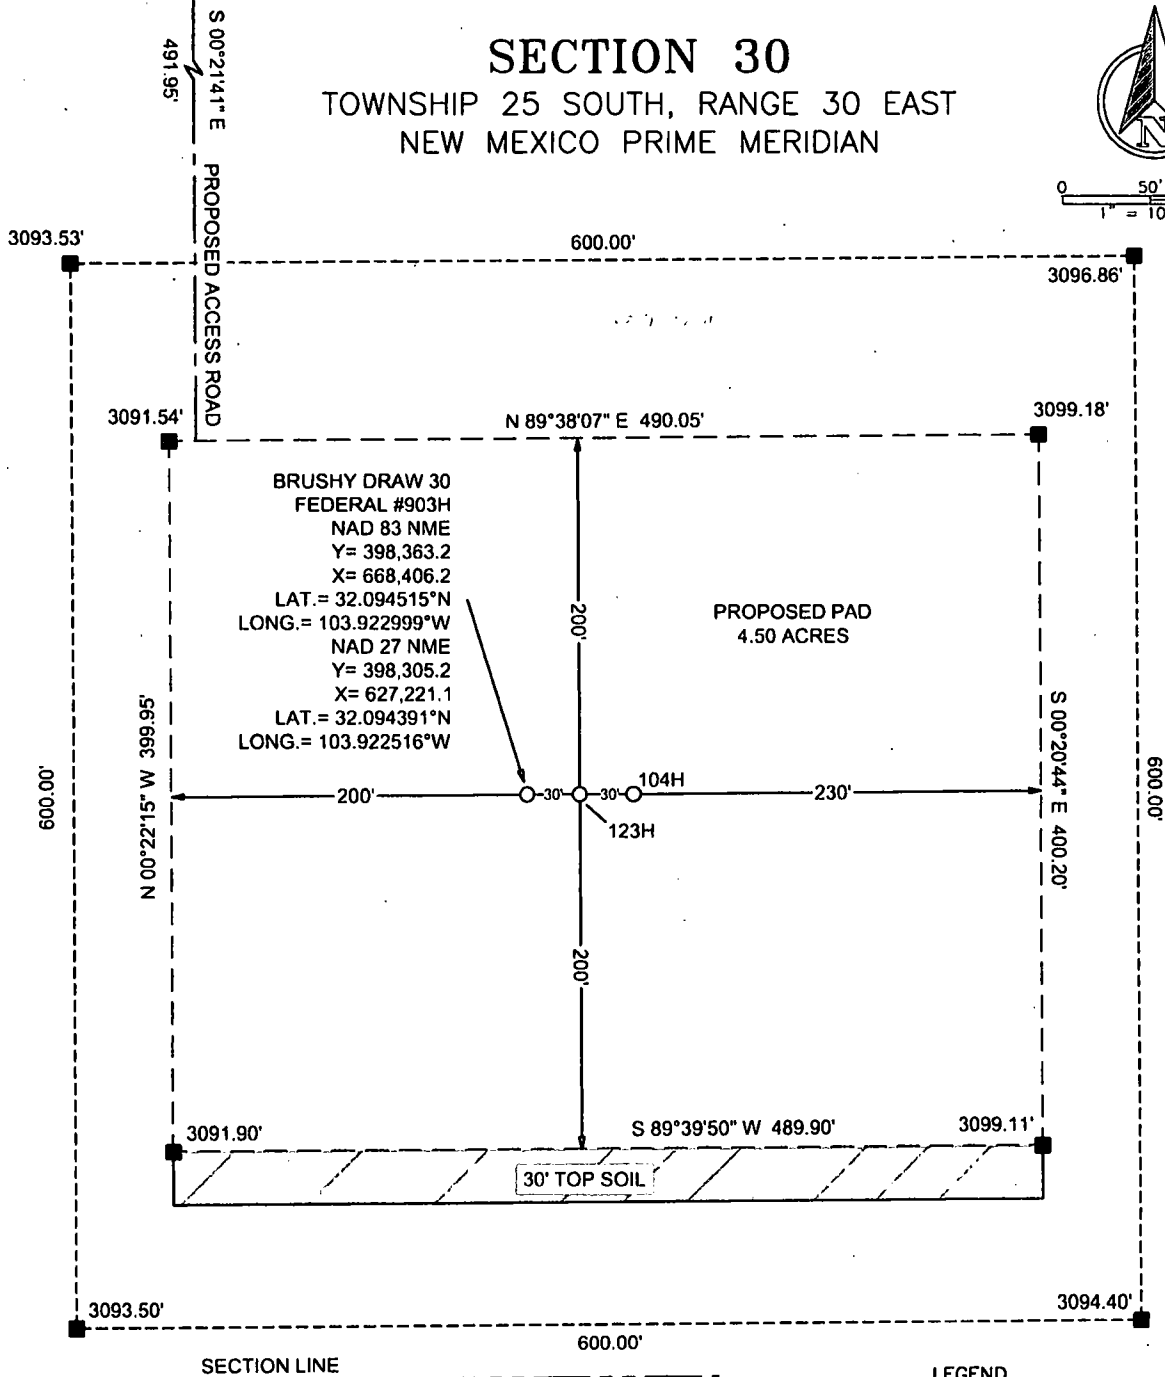 SECTION 30
TOWNSHIP 25 SOUTH, RANGE 30 EAST
NEW MEXICO PRIME MERIDIAN
N
0 50'
S 00°21'41" E PROPOSED ACCESS ROAD
491.95'
3093.53'
600.00'
3096.86'
3091.54'
N 89°38'07" E 490.05'
3099.18'
BRUSHY DRAW 30
FEDERAL #903H
NAD 83 NME
Y= 398,363.2
X= 668,406.2
LAT.= 32.094515°N
LONG.= 103.922999°W
NAD 27 NME
Y= 398,305.2
X= 627,221.1
LAT.= 32.094391°N
LONG.= 103.922516°W
200'
PROPOSED PAD
4.50 ACRES
600.00'
N 00°22'15" W 399.95'
S 00°20'44" E 400.20'
600.00'
200'
30'
30'
104H
230'
123H
200'
3091.90'
S 89°39'50" W 489.90'
3099.11'
30' TOP SOIL
3093.50'
3094.40'
600.00'
SECTION LINE
LEGEND